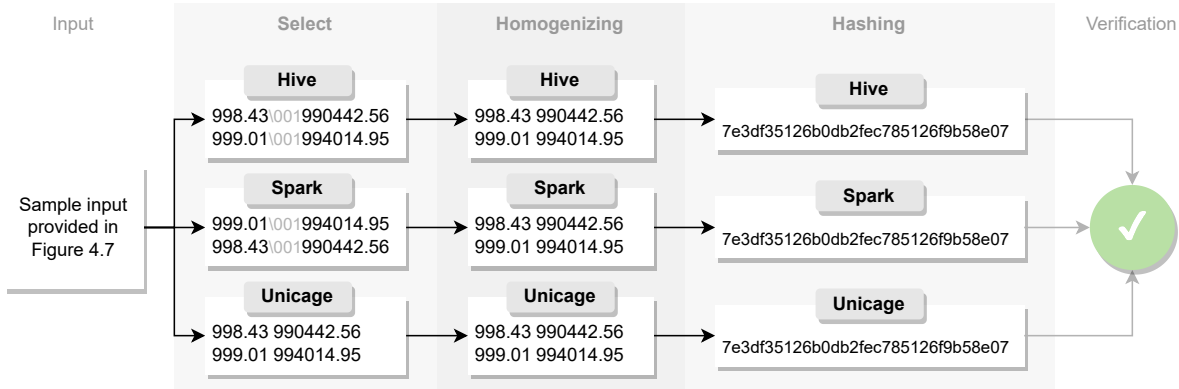 Input
Select
Homogenizing
Hashing
Verification
Sample input
provided in
Figure 4.7
Hive
998.43\001990442.56
999.01\001994014.95
Hive
998.43 990442.56
999.01 994014.95
Hive
7e3df35126b0db2fec785126f9b58e07
Spark
999.01\001994014.95
998.43\001990442.56
Spark
998.43 990442.56
999.01 994014.95
Spark
7e3df35126b0db2fec785126f9b58e07
Unicage
998.43 990442.56
999.01 994014.95
Unicage
998.43 990442.56
999.01 994014.95
Unicage
7e3df35126b0db2fec785126f9b58e07